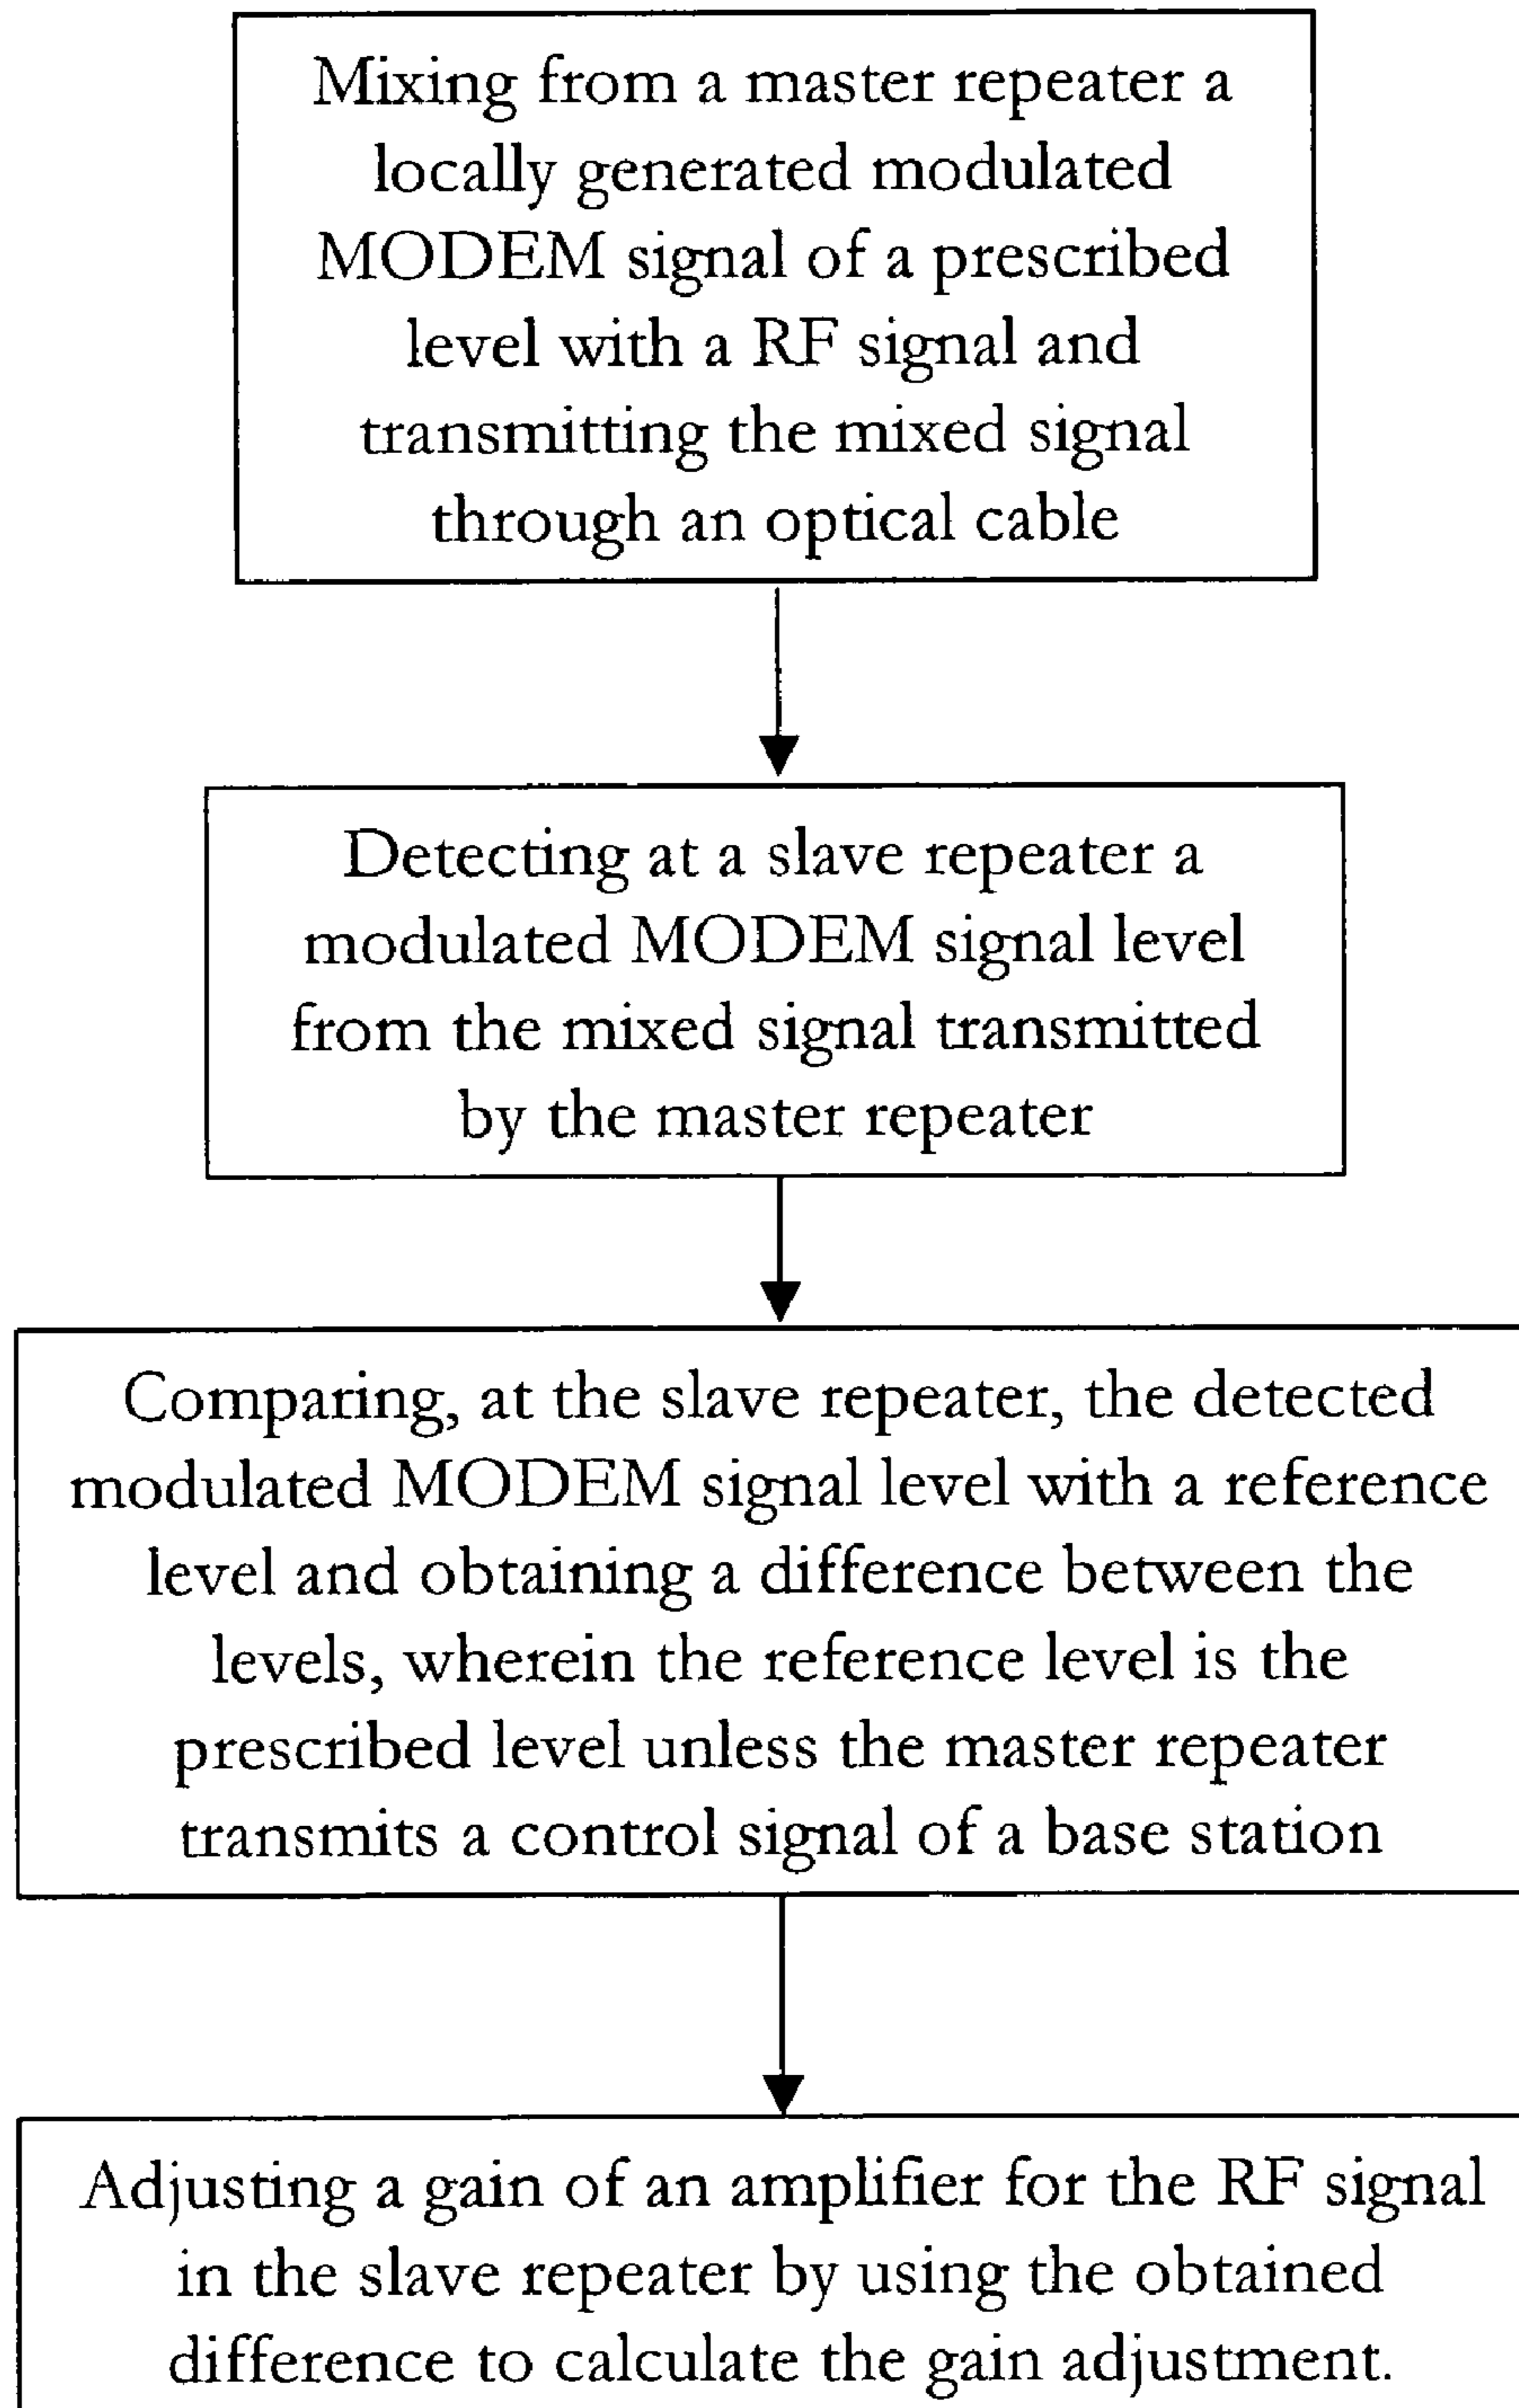 Mixing from a master repeater a
locally generated modulated
MODEM signal of a prescribed
level with a RF signal and
transmitting the mixed signal
through an optical cable
Detecting at a slave repeater a
modulated MODEM signal level
from the mixed signal transmitted
by the master repeater
Comparing, at the slave repeater, the detected
modulated MODEM signal level with a reference
level and obtaining a difference between the
levels, wherein the reference level is the
prescribed level unless the master repeater
transmits a control signal of a base station
Adjusting a gain of an amplifier for the RF signal
in the slave repeater by using the obtained
difference to calculate the gain adjustment.